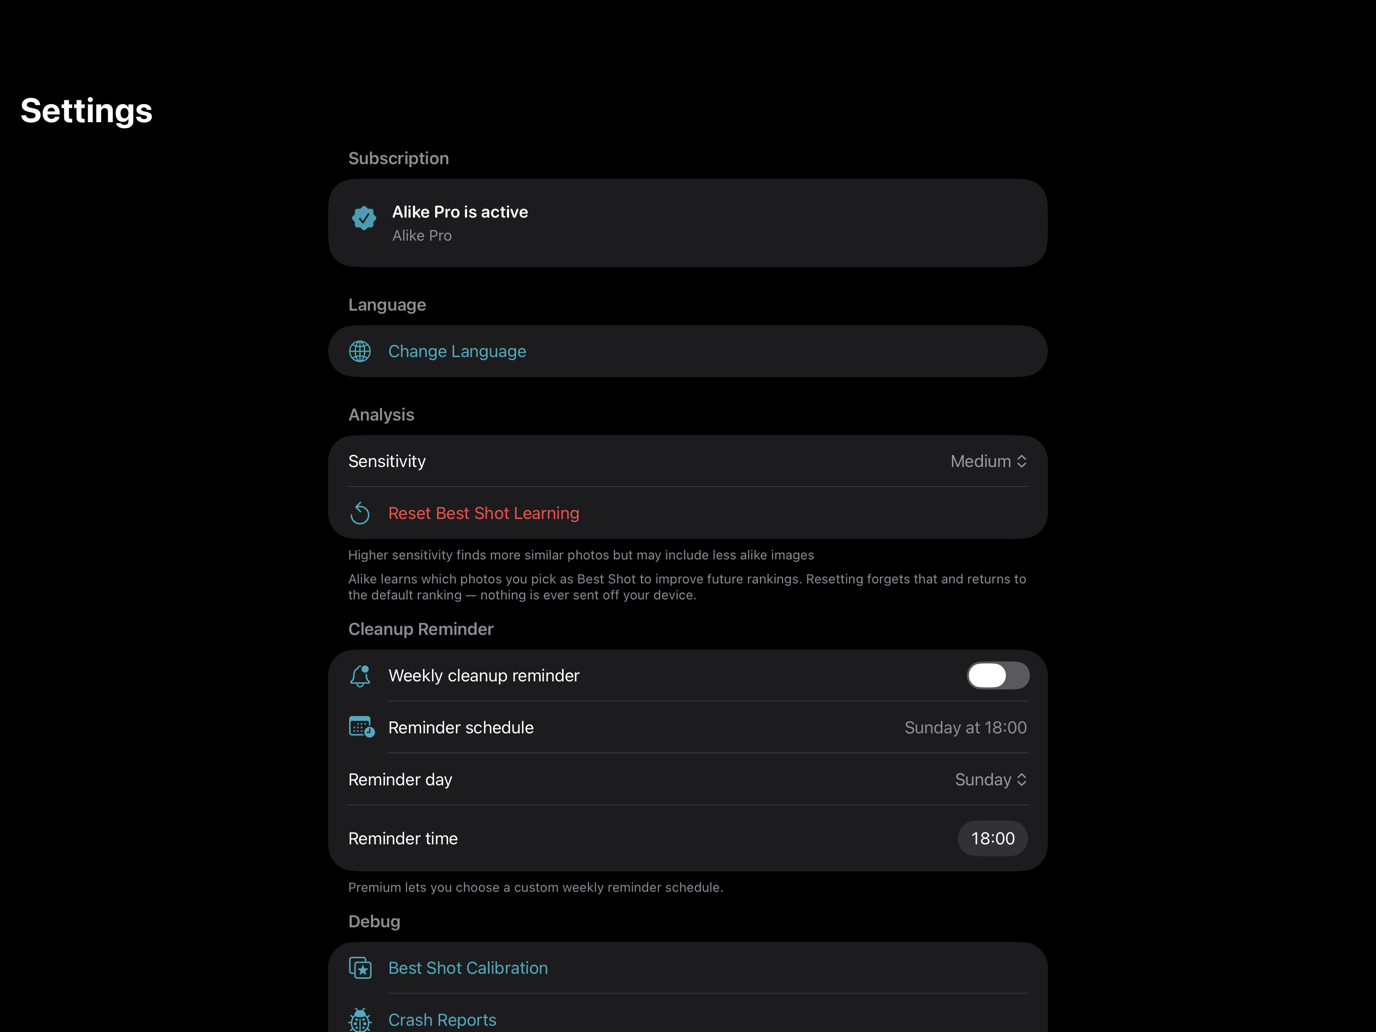 Settings
Subscription
Alike Pro is active
Alike Pro
Language
Change Language
Analysis
Sensitivity
Medium
Reset Best Shot Learning
Higher sensitivity finds more similar photos but may include less alike images
Alike learns which photos you pick as Best Shot to improve future rankings. Resetting forgets that and returns to
the default ranking — nothing is ever sent off your device.
Cleanup Reminder
Weekly cleanup reminder
Reminder schedule
Sunday at 18:00
Reminder day
Sunday
Reminder time
18:00
Premium lets you choose a custom weekly reminder schedule.
Debug
Best Shot Calibration
Crash Reports